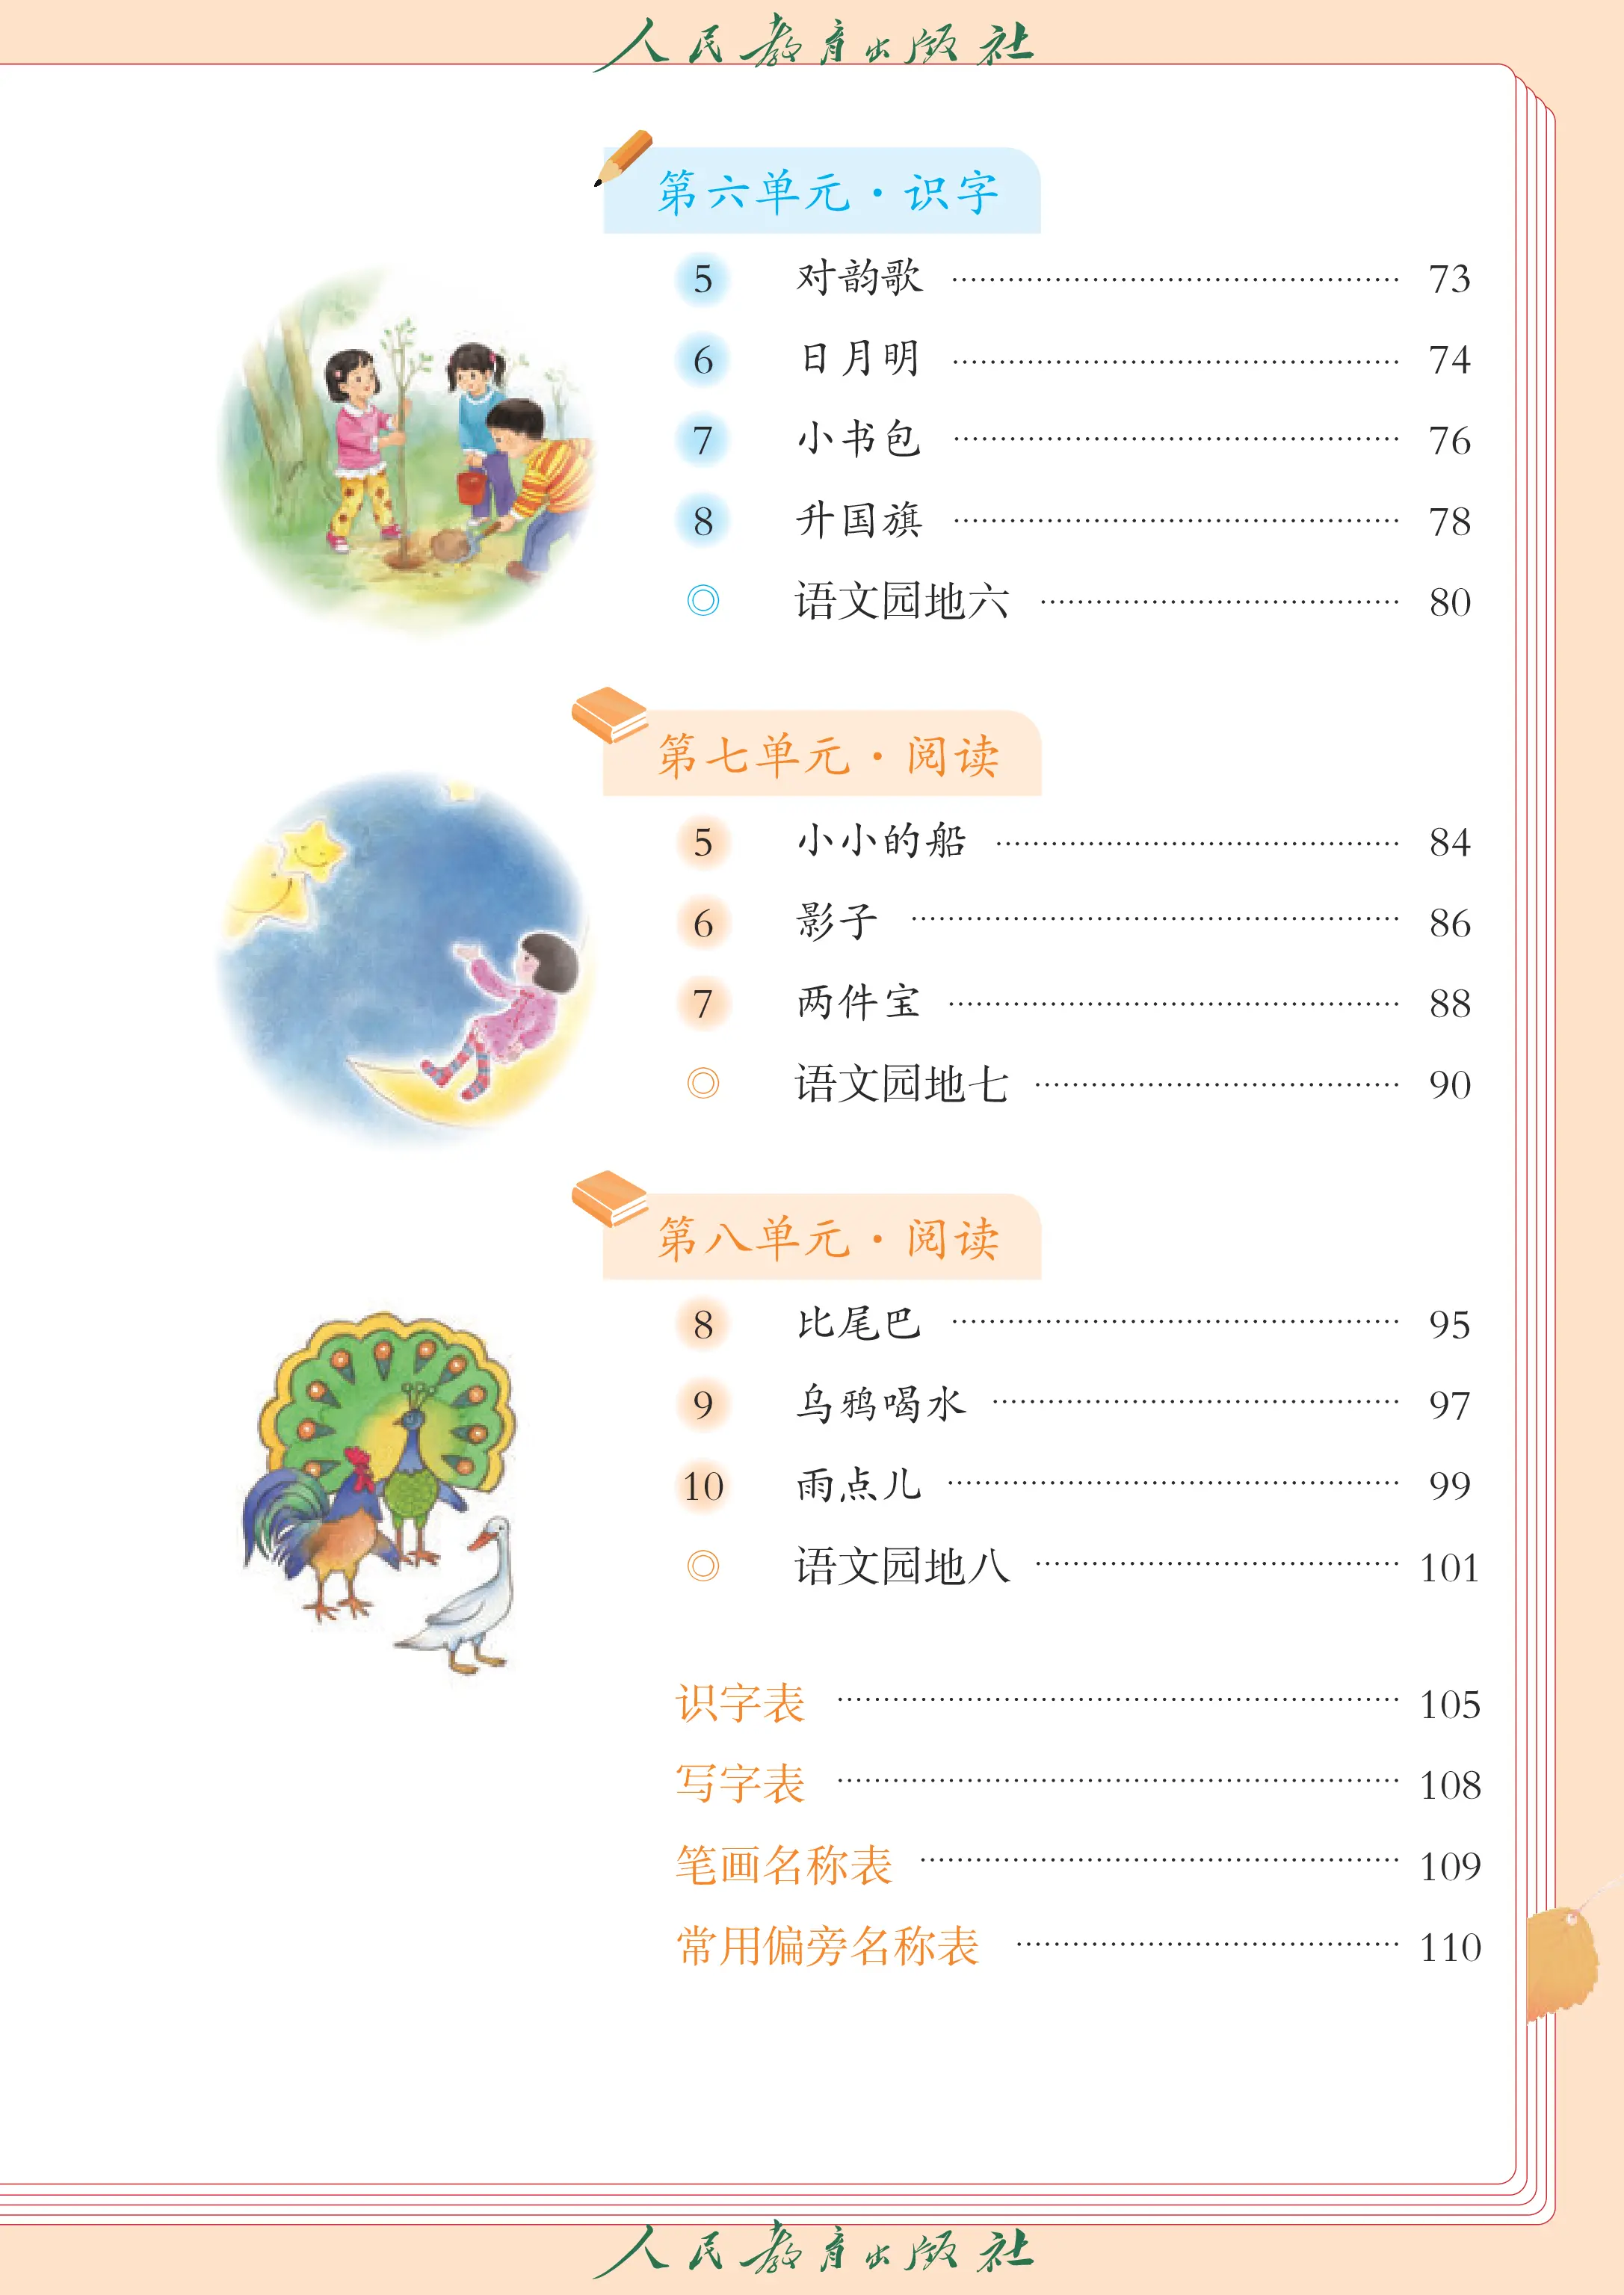 人民教育出版社
第六单元·识字
5 对韵歌 …… 73
6 日月明 …… 74
7 小书包 …… 76
8 升国旗 …… 78
◎ 语文园地六 …… 80
第七单元·阅读
5 小小的船 …… 84
6 影子 …… 86
7 两件宝 …… 88
◎ 语文园地七 …… 90
第八单元·阅读
8 比尾巴 …… 95
9 乌鸦喝水 …… 97
10 雨点儿 …… 99
◎ 语文园地八 …… 101
识字表 …… 105
写字表 …… 108
笔画名称表 …… 109
常用偏旁名称表 …… 110
人民教育出版社